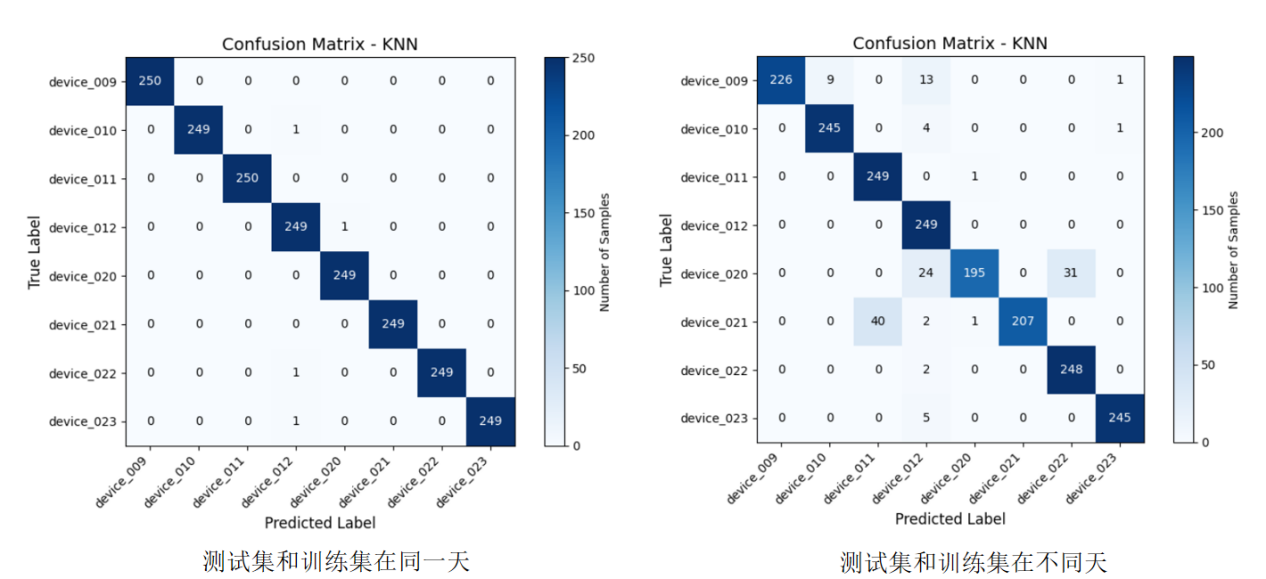 Confusion Matrix - KNN
True Label
device_009 250 0 0 0 0 0 0 0
device_010 0 249 0 1 0 0 0 0
device_011 0 0 250 0 0 0 0 0
device_012 0 0 0 249 1 0 0 0
device_020 0 0 0 0 249 0 0 0
device_021 0 0 0 0 0 249 0 0
device_022 0 0 0 1 0 0 249 0
device_023 0 0 0 1 0 0 0 249
device_009 device_010 device_011 device_012 device_020 device_021 device_022 device_023
Predicted Label
250
200
150
100
50
0
Number of Samples
测试集和训练集在同一天
Confusion Matrix - KNN
True Label
device_009 226 9 0 13 0 0 0 1
device_010 0 245 0 4 0 0 0 1
device_011 0 0 249 0 1 0 0 0
device_012 0 0 0 249 0 0 0 0
device_020 0 0 0 24 195 0 31 0
device_021 0 0 40 2 1 207 0 0
device_022 0 0 0 2 0 0 248 0
device_023 0 0 0 5 0 0 0 245
device_009 device_010 device_011 device_012 device_020 device_021 device_022 device_023
Predicted Label
200
150
100
50
0
Number of Samples
测试集和训练集在不同天